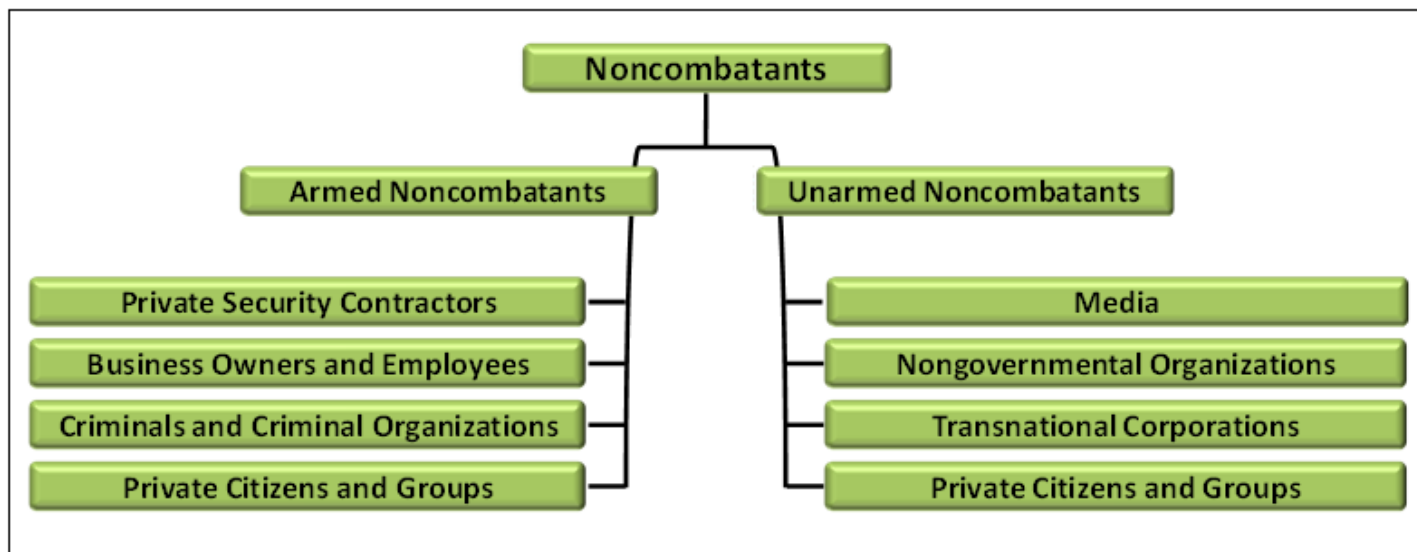 Noncombatants
Armed Noncombatants
Unarmed Noncombatants
Private Security Contractors
Business Owners and Employees
Criminals and Criminal Organizations
Private Citizens and Groups
Media
Nongovernmental Organizations
Transnational Corporations
Private Citizens and Groups